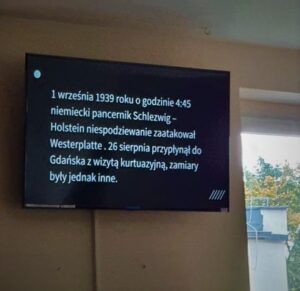 1 września 1939 roku o godzinie 4:45
niemiecki pancernik Schlezwig –
Holstein niespodziewanie zaatakował
Westerplatte . 26 sierpnia przypłynął do
Gdańska z wizytą kurtuazyjną, zamiary
były jednak inne.